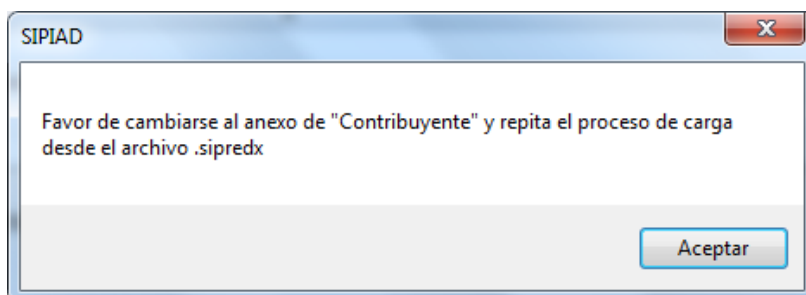 SIPIAD
Favor de cambiarse al anexo de "Contribuyente" y repita el proceso de carga
desde el archivo .sipredx
Aceptar